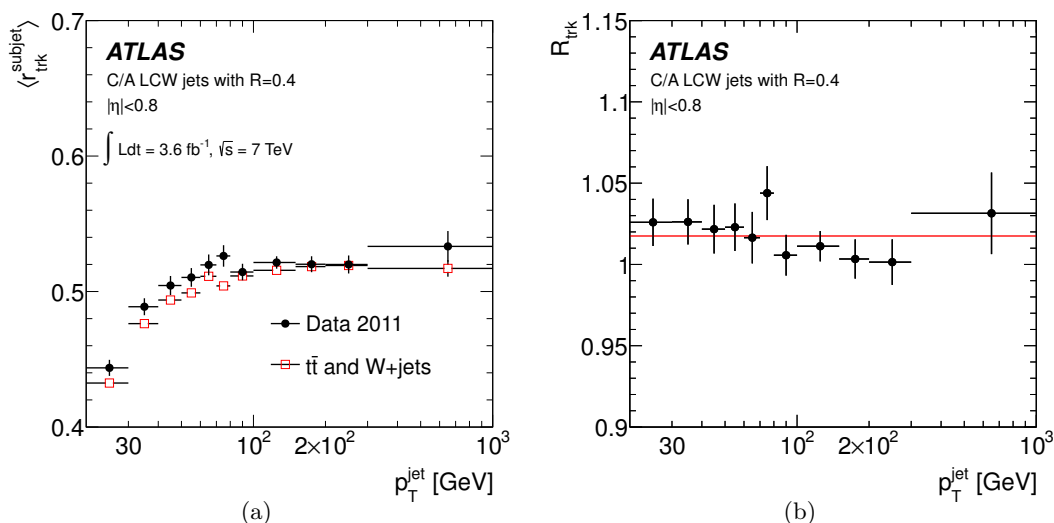 ⟨r_trk^subjet⟩
0.7
0.6
0.5
0.4
ATLAS
C/A LCW jets with R=0.4
|η|<0.8
∫ Ldt = 3.6 fb⁻¹, √s = 7 TeV
Data 2011
tt̄ and W+jets
30 10² 2×10² 10³
p_T^jet [GeV]
(a)
R_trk
1.15
1.1
1.05
1
0.95
0.9
ATLAS
C/A LCW jets with R=0.4
|η|<0.8
30 10² 2×10² 10³
p_T^jet [GeV]
(b)